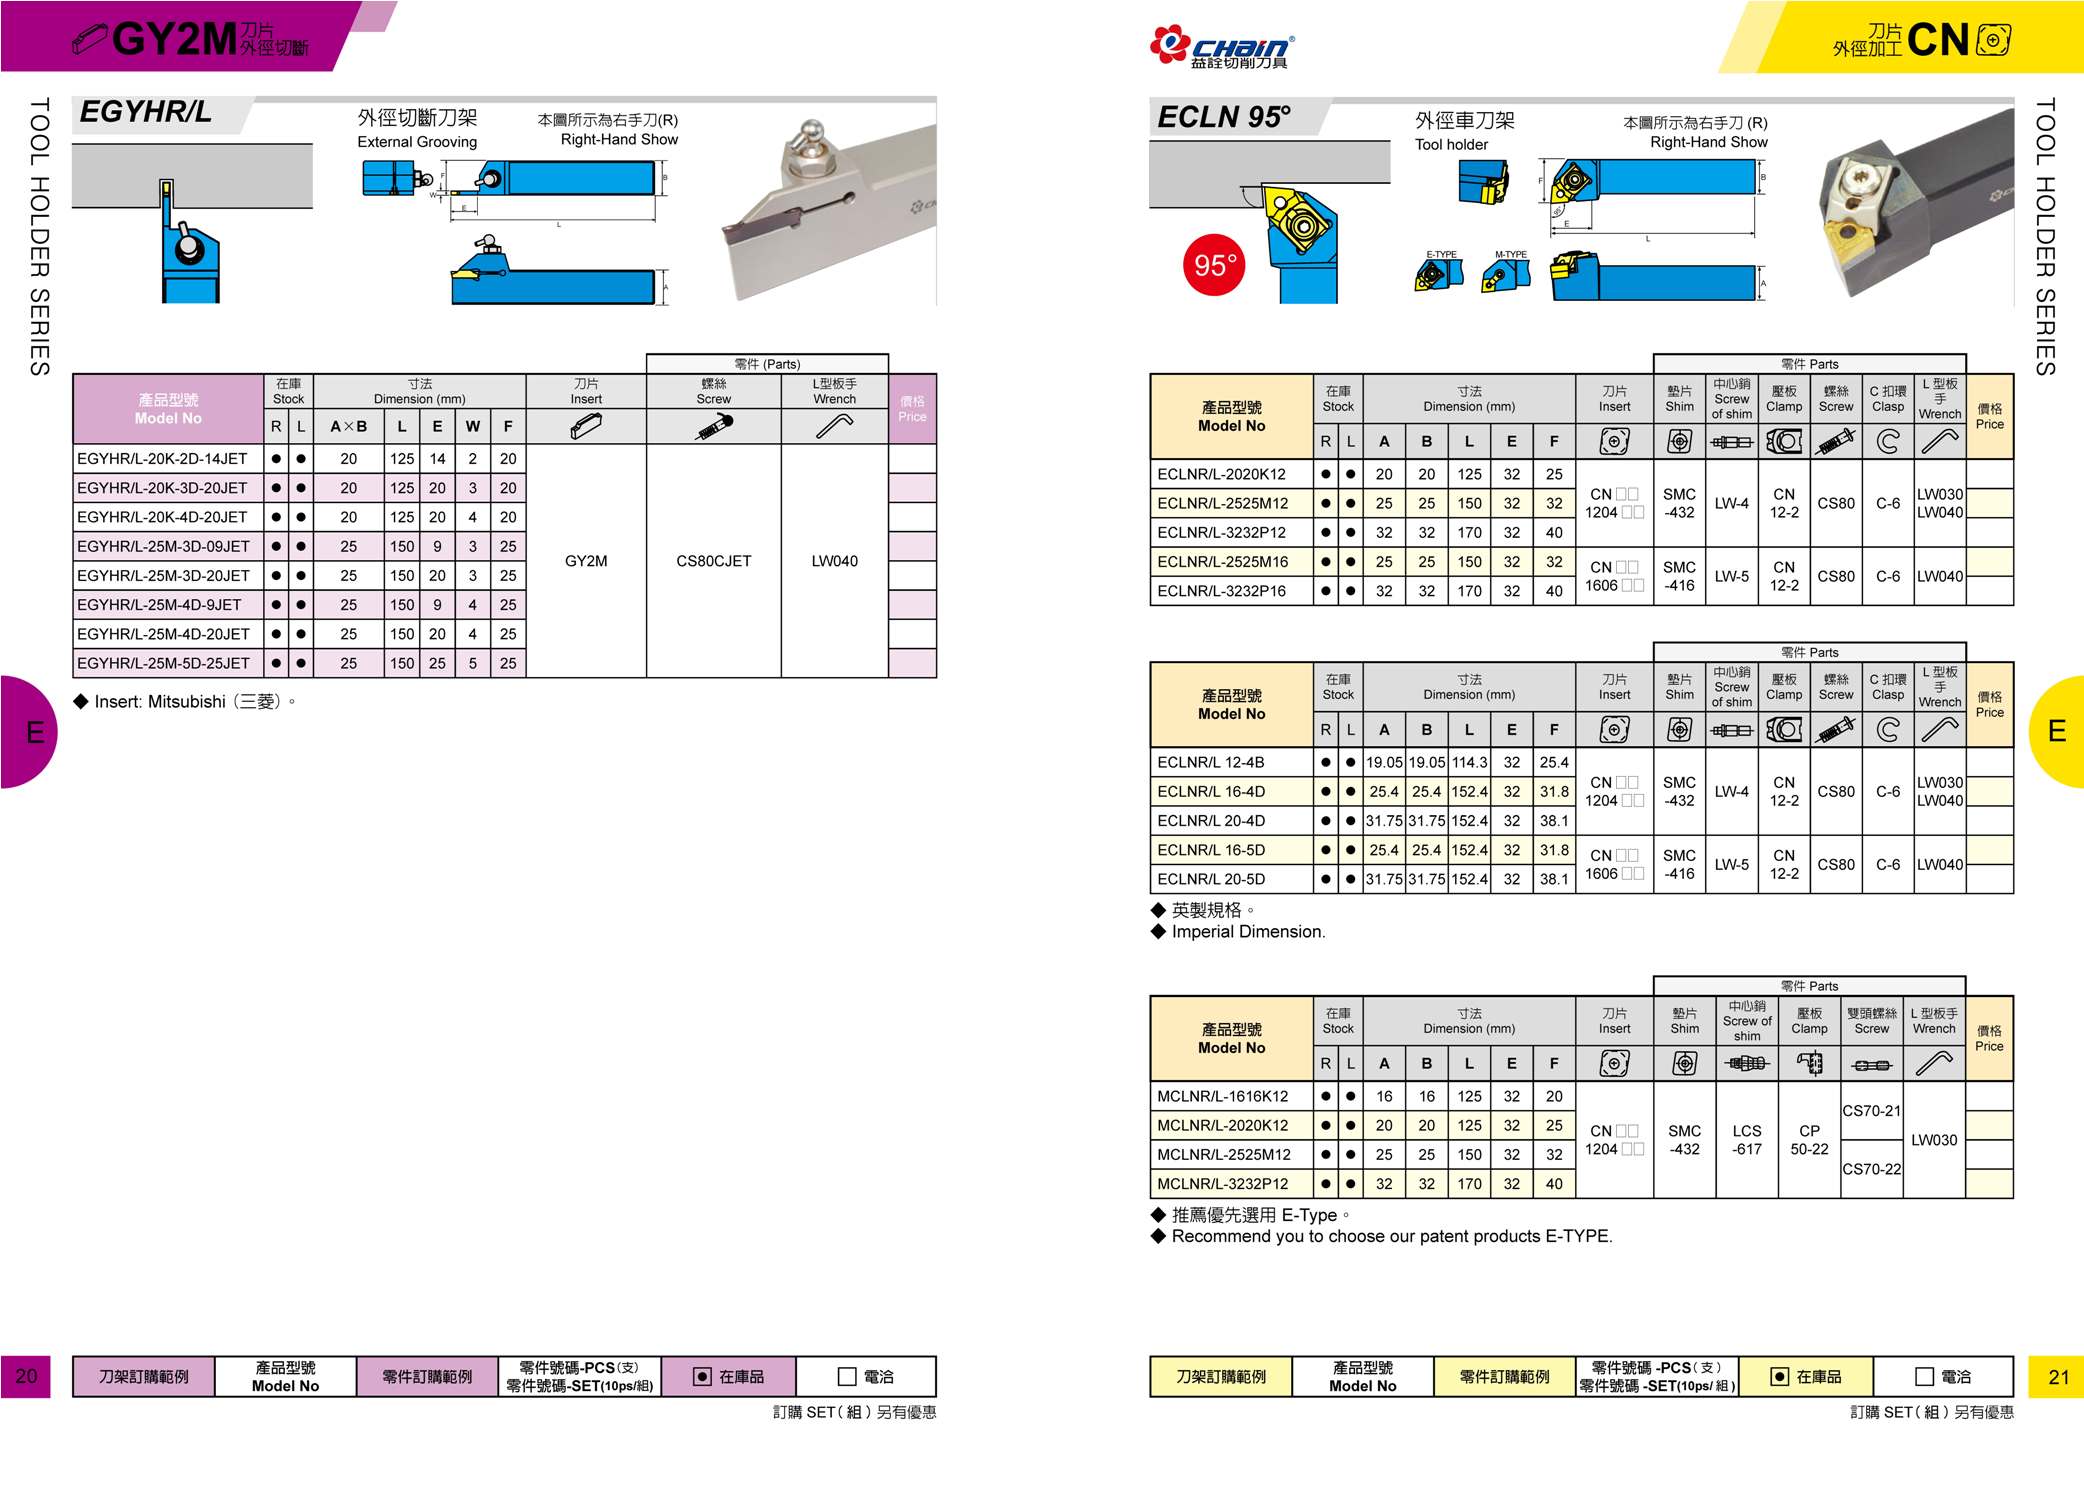 GY2M 刀片
外徑切斷
TOOL HOLDER SERIES
EGYHR/L
外徑切斷刀架
External Grooving
本圖所示為右手刀(R)
Right-Hand Show
F
W
E
L
B
A
零件 (Parts)
產品型號
Model No
在庫
Stock
寸法
Dimension (mm)
刀片
Insert
螺絲
Screw
L型板手
Wrench
價格
Price
R L A×B L E W F
EGYHR/L-20K-2D-14JET ● ● 20 125 14 2 20
EGYHR/L-20K-3D-20JET ● ● 20 125 20 3 20
EGYHR/L-20K-4D-20JET ● ● 20 125 20 4 20
EGYHR/L-25M-3D-09JET ● ● 25 150 9 3 25
EGYHR/L-25M-3D-20JET ● ● 25 150 20 3 25
EGYHR/L-25M-4D-9JET ● ● 25 150 9 4 25
EGYHR/L-25M-4D-20JET ● ● 25 150 20 4 25
EGYHR/L-25M-5D-25JET ● ● 25 150 25 5 25
GY2M CS80CJET LW040
◆ Insert: Mitsubishi（三菱）。
E
20
刀架訂購範例 產品型號
Model No
零件訂購範例 零件號碼-PCS（支）
零件號碼-SET(10ps/組)
● 在庫品 □ 電洽
訂購 SET（組）另有優惠
CHAIN®
益詮切削刀具
刀片
外徑加工 CN
TOOL HOLDER SERIES
ECLN 95°
外徑車刀架
Tool holder
本圖所示為右手刀 (R)
Right-Hand Show
95°
E-TYPE M-TYPE
F
95°
E
L
B
A
零件 Parts
產品型號
Model No
在庫
Stock
寸法
Dimension (mm)
刀片
Insert
墊片
Shim
中心銷
Screw
of shim
壓板
Clamp
螺絲
Screw
C 扣環
Clasp
L 型板
手
Wrench
價格
Price
R L A B L E F
ECLNR/L-2020K12 ● ● 20 20 125 32 25
ECLNR/L-2525M12 ● ● 25 25 150 32 32
ECLNR/L-3232P12 ● ● 32 32 170 32 40
CN □□
1204 □□
SMC
-432
LW-4
CN
12-2
CS80
C-6
LW030
LW040
ECLNR/L-2525M16 ● ● 25 25 150 32 32
ECLNR/L-3232P16 ● ● 32 32 170 32 40
CN □□
1606 □□
SMC
-416
LW-5
CN
12-2
CS80
C-6
LW040
零件 Parts
產品型號
Model No
在庫
Stock
寸法
Dimension (mm)
刀片
Insert
墊片
Shim
中心銷
Screw
of shim
壓板
Clamp
螺絲
Screw
C 扣環
Clasp
L 型板
手
Wrench
價格
Price
R L A B L E F
ECLNR/L 12-4B ● ● 19.05 19.05 114.3 32 25.4
ECLNR/L 16-4D ● ● 25.4 25.4 152.4 32 31.8
ECLNR/L 20-4D ● ● 31.75 31.75 152.4 32 38.1
CN □□
1204 □□
SMC
-432
LW-4
CN
12-2
CS80
C-6
LW030
LW040
ECLNR/L 16-5D ● ● 25.4 25.4 152.4 32 31.8
ECLNR/L 20-5D ● ● 31.75 31.75 152.4 32 38.1
CN □□
1606 □□
SMC
-416
LW-5
CN
12-2
CS80
C-6
LW040
◆ 英製規格。
◆ Imperial Dimension.
零件 Parts
產品型號
Model No
在庫
Stock
寸法
Dimension (mm)
刀片
Insert
墊片
Shim
中心銷
Screw of
shim
壓板
Clamp
雙頭螺絲
Screw
L 型板手
Wrench
價格
Price
R L A B L E F
MCLNR/L-1616K12 ● ● 16 16 125 32 20
MCLNR/L-2020K12 ● ● 20 20 125 32 25
MCLNR/L-2525M12 ● ● 25 25 150 32 32
MCLNR/L-3232P12 ● ● 32 32 170 32 40
CN □□
1204 □□
SMC
-432
LCS
-617
CP
50-22
CS70-21
CS70-22
LW030
◆ 推薦優先選用 E-Type。
◆ Recommend you to choose our patent products E-TYPE.
E
刀架訂購範例 產品型號
Model No
零件訂購範例 零件號碼 -PCS（支）
零件號碼 -SET(10ps/ 組 )
● 在庫品 □ 電洽
21
訂購 SET（組）另有優惠